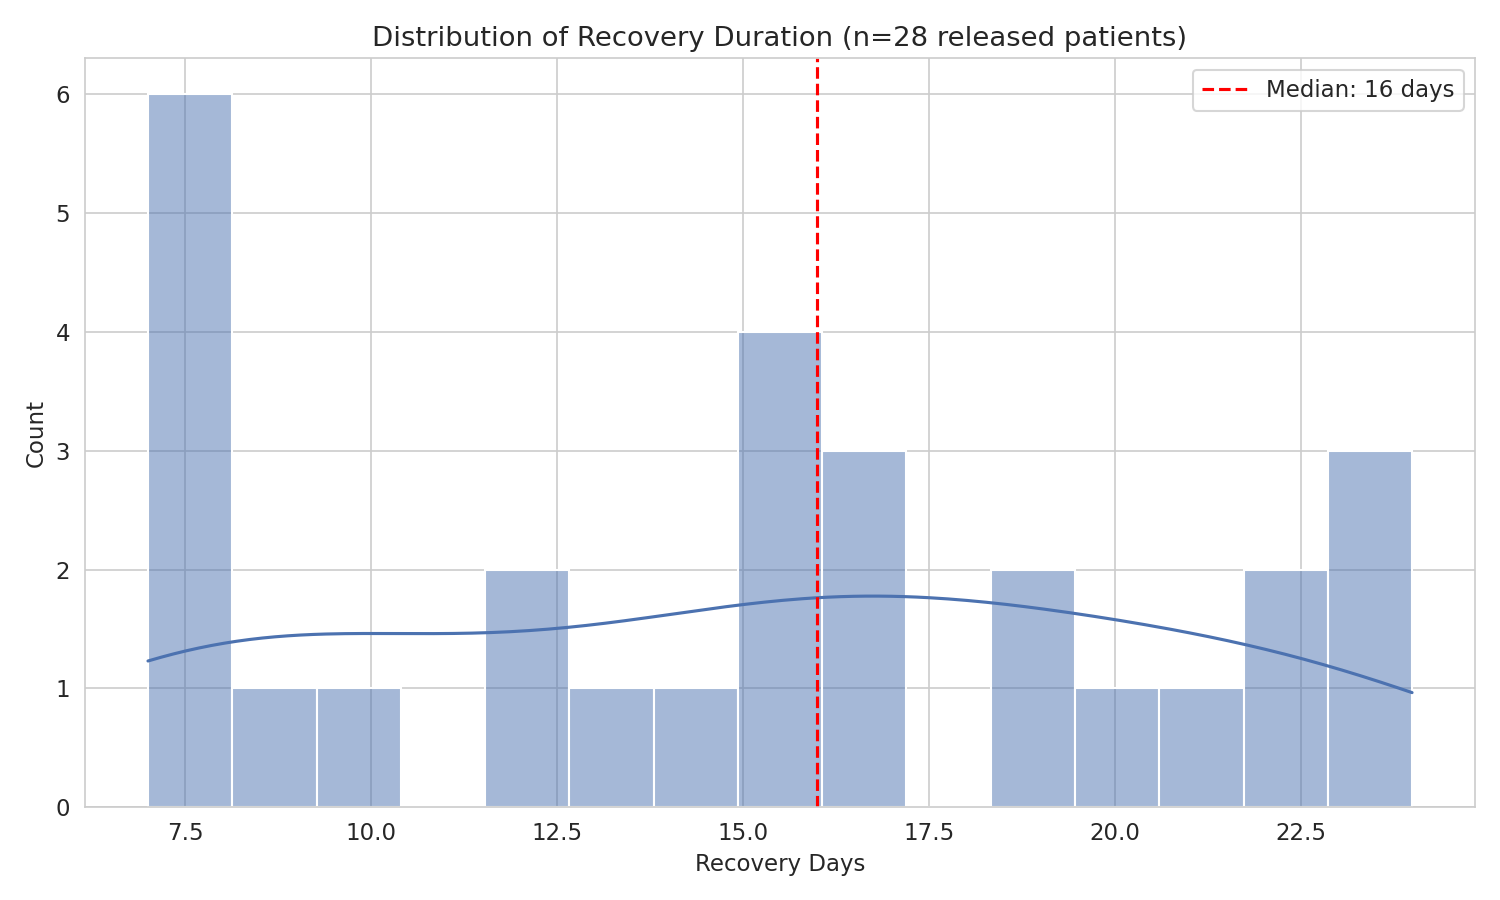 Distribution of Recovery Duration (n=28 released patients)
Median: 16 days
6
5
4
3
2
1
0
Count
7.5 10.0 12.5 15.0 17.5 20.0 22.5
Recovery Days